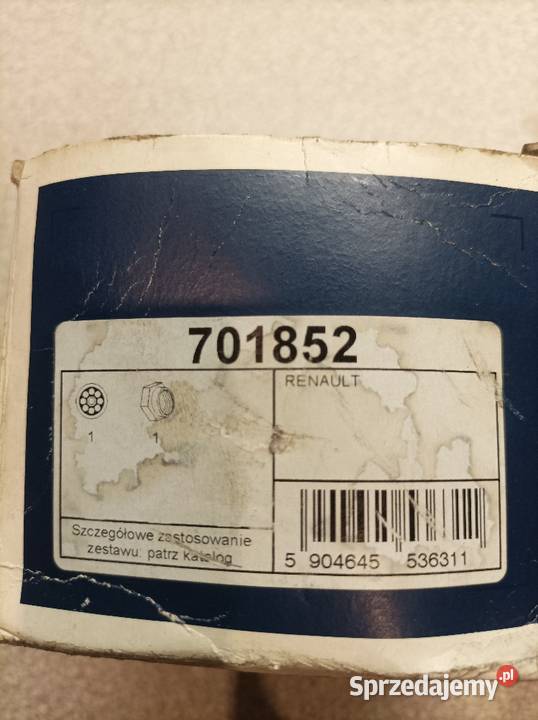 701852
RENAULT
1 1
Szczegółowe zastosowanie
zestawu: patrz katalog
5 904645 536311
Sprzedajemy.pl